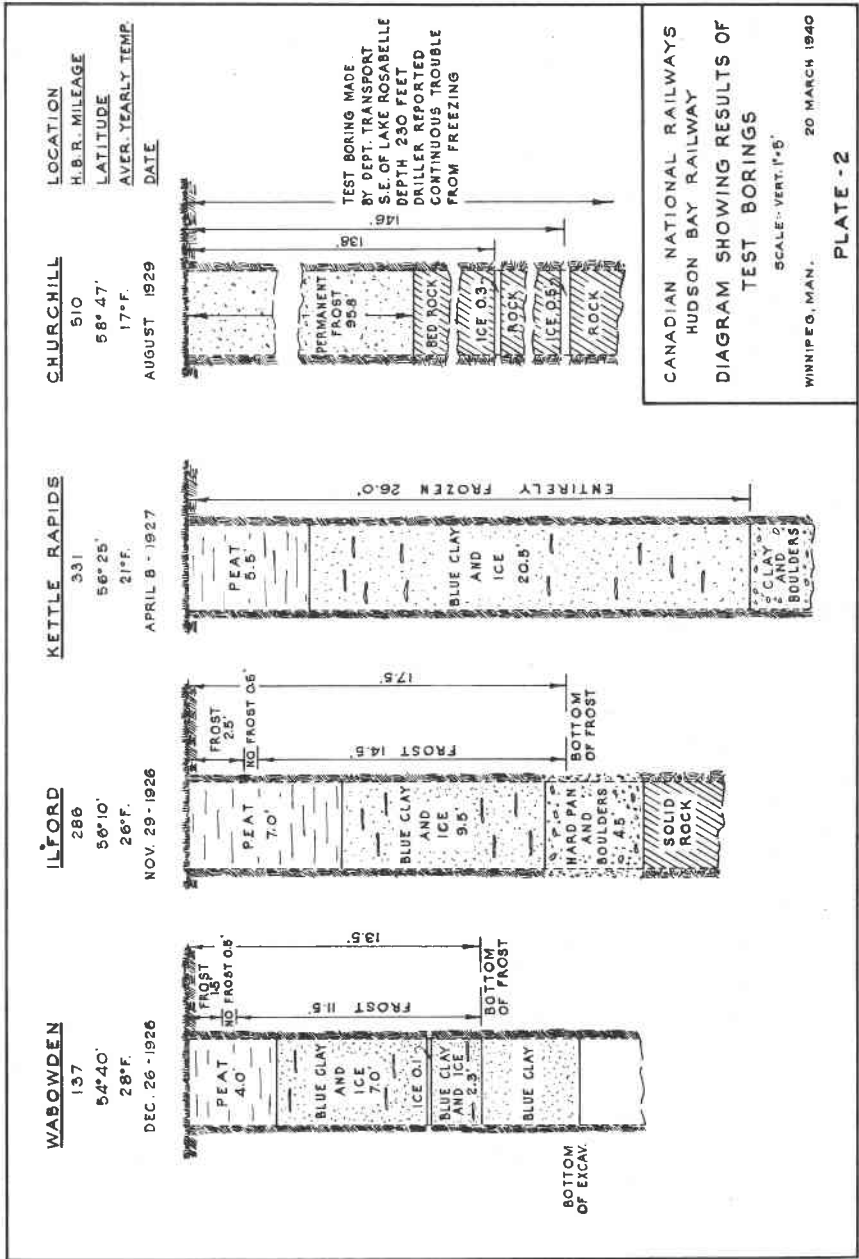 WABOWDEN
137
54°40'
28°F.
DEC. 26 - 1926
FROST
1.5'
NO FROST 0.5'
FROST 11.5'
13.5'
PEAT
4.0'
BLUE CLAY
AND
ICE
7.0'
ICE 0.1'
BLUE CLAY
AND ICE
2.3'
BLUE CLAY
BOTTOM
OF FROST
BOTTOM
OF EXCAV.
ILFORD
286
56°10'
26°F.
NOV. 29 - 1926
FROST
2.5'
NO FROST 0.5'
FROST 14.5'
17.5'
PEAT
7.0'
BLUE CLAY
AND
ICE
9.5'
HARD PAN
AND
BOULDERS
4.5
SOLID
ROCK
BOTTOM
OF FROST
KETTLE RAPIDS
331
56°25'
21°F.
APRIL 8 - 1927
PEAT
5.5'
BLUE CLAY
AND
ICE
20.5'
CLAY
AND
BOULDERS
ENTIRELY FROZEN 26.0'
CHURCHILL
510
58°47'
17°F.
AUGUST 1929
PERMANENT
FROST
95.8
BED ROCK
ICE 0.3
ROCK
ICE 0.5
ROCK
138'
146'
TEST BORING MADE
BY DEPT. TRANSPORT
S.E. OF LAKE ROSABELLE
DEPTH 230 FEET
DRILLER REPORTED
CONTINUOUS TROUBLE
FROM FREEZING
LOCATION
H.B.R. MILEAGE
LATITUDE
AVER. YEARLY TEMP.
DATE
CANADIAN NATIONAL RAILWAYS
HUDSON BAY RAILWAY
DIAGRAM SHOWING RESULTS OF
TEST BORINGS
SCALE:- VERT. 1"=5'
WINNIPEG, MAN. 20 MARCH 1940
PLATE - 2